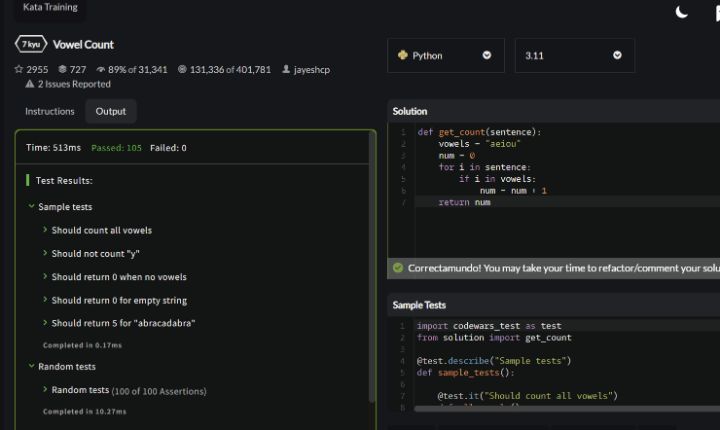 Kata Training
7 kyu Vowel Count
2955 727 89% of 31,341 131,336 of 401,781 jayeshcp
2 Issues Reported
Instructions Output
Time: 513ms Passed: 105 Failed: 0
Test Results:
Sample tests
Should count all vowels
Should not count "y"
Should return 0 when no vowels
Should return 0 for empty string
Should return 5 for "abracadabra"
Completed in 0.17ms
Random tests
Random tests (100 of 100 Assertions)
Completed in 10.27ms
Python 3.11
Solution
1 def get_count(sentence):
2 vowels = "aeiou"
3 num = 0
4 for i in sentence:
5 if i in vowels:
6 num = num + 1
7 return num
Correctamundo! You may take your time to refactor/comment your solu
Sample Tests
1 import codewars_test as test
2 from solution import get_count
3
4 @test.describe("Sample tests")
5 def sample_tests():
6
7 @test.it("Should count all vowels")
8